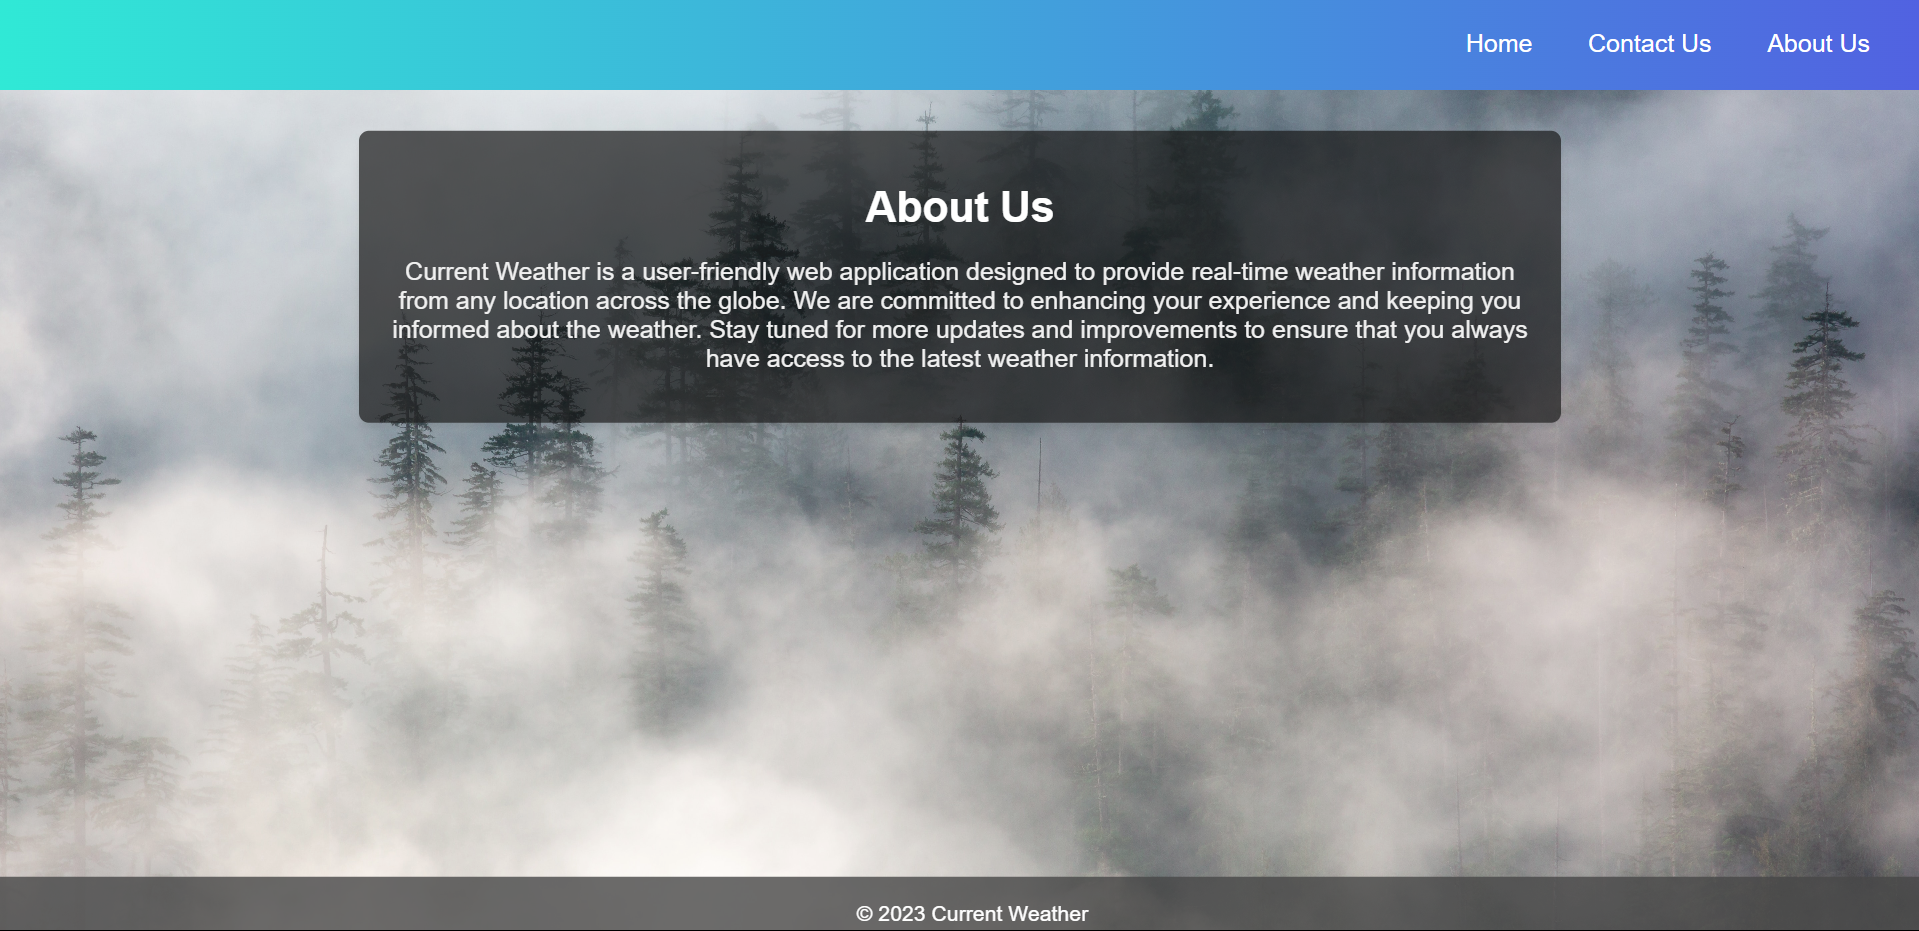 Home Contact Us About Us
About Us
Current Weather is a user-friendly web application designed to provide real-time weather information
from any location across the globe. We are committed to enhancing your experience and keeping you
informed about the weather. Stay tuned for more updates and improvements to ensure that you always
have access to the latest weather information.
© 2023 Current Weather